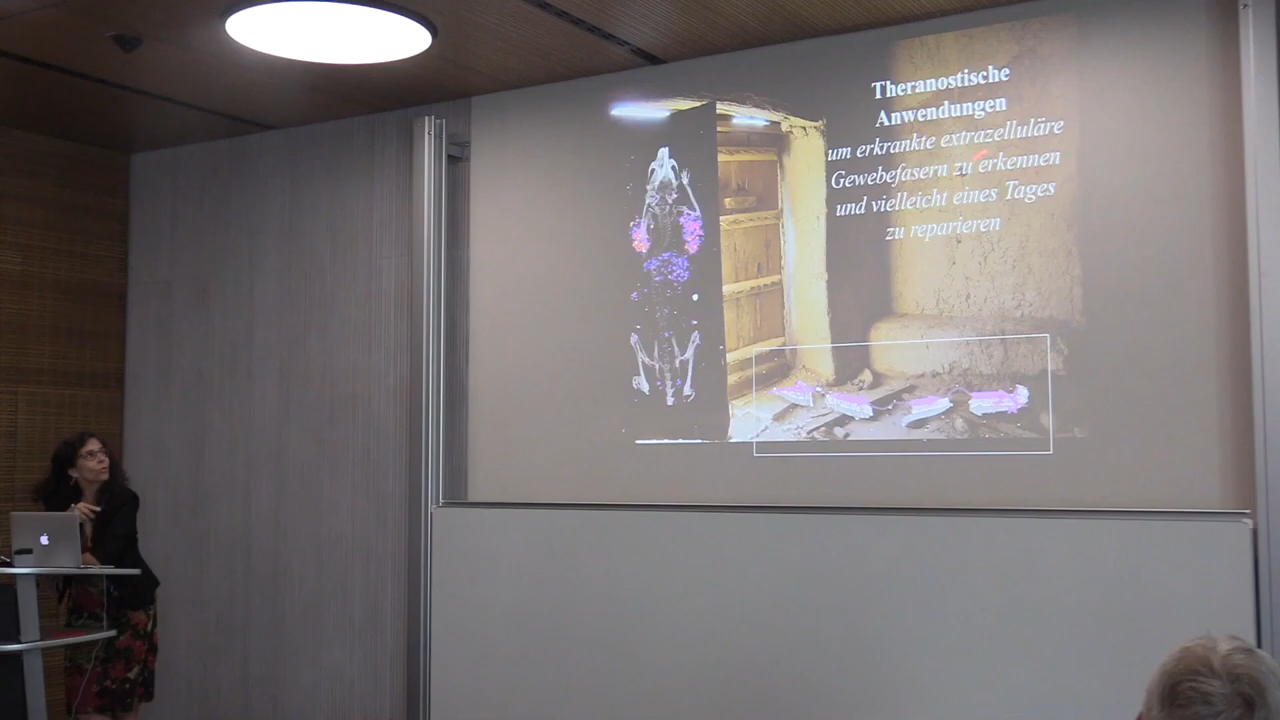 Theranostische
Anwendungen
um erkrankte extrazelluläre
Gewebefasern zu erkennen
und vielleicht eines Tages
zu reparieren